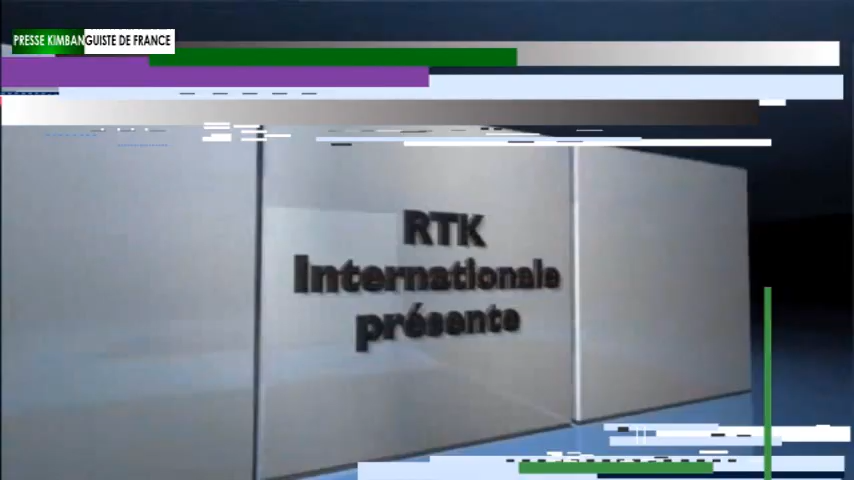 PRESSE KIMBANGUISTE DE FRANCE
RTK
Internationale
présente